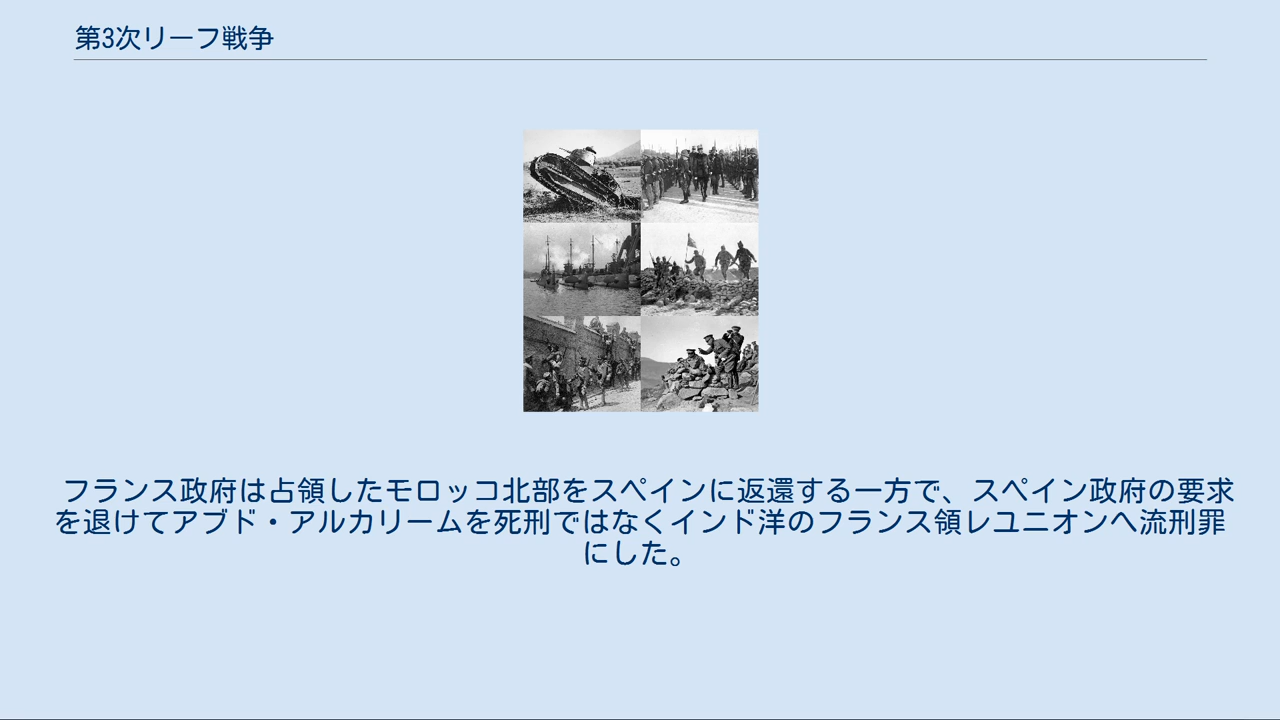 第3次リーフ戦争
フランス政府は占領したモロッコ北部をスペインに返還する一方で、スペイン政府の要求
を退けてアブド・アルカリームを死刑ではなくインド洋のフランス領レユニオンへ流刑罪
にした。